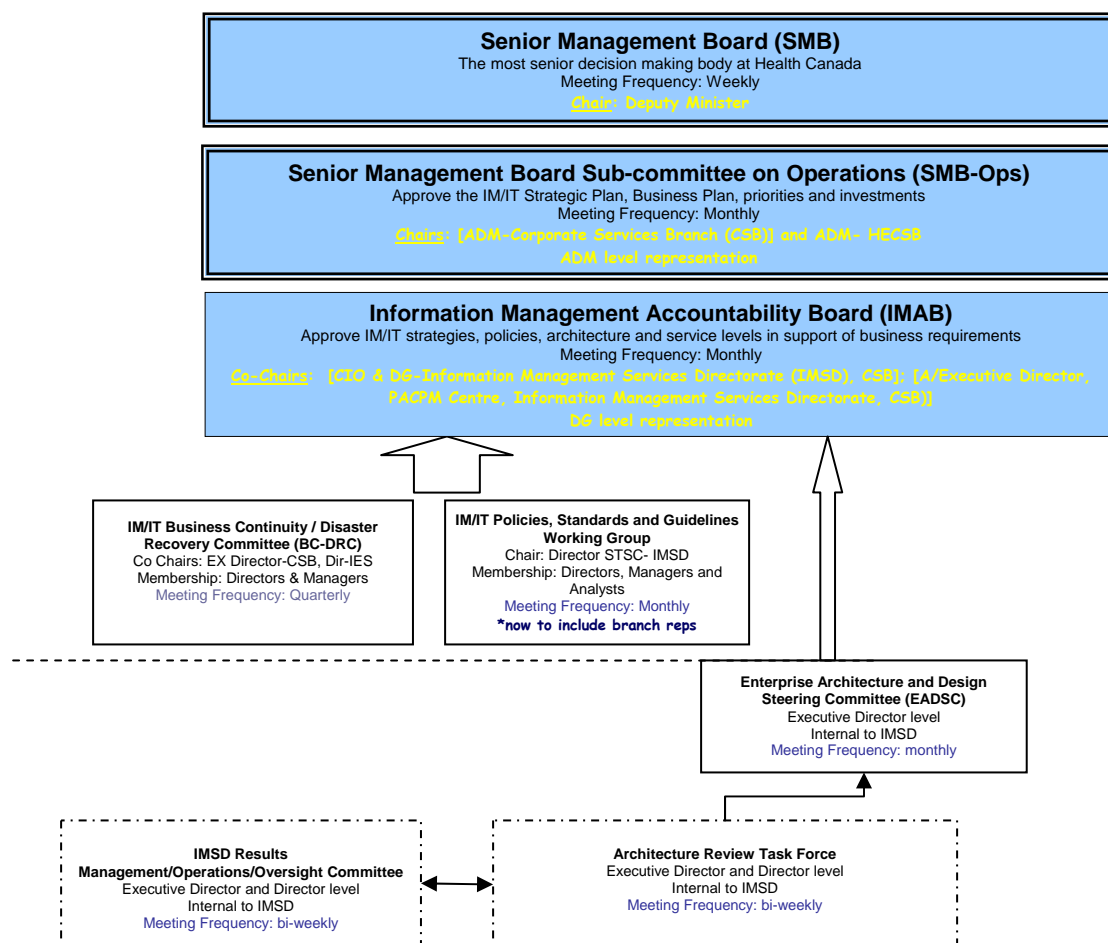 Senior Management Board (SMB)
The most senior decision making body at Health Canada
Meeting Frequency: Weekly
Chair: Deputy Minister
Senior Management Board Sub-committee on Operations (SMB-Ops)
Approve the IM/IT Strategic Plan, Business Plan, priorities and investments
Meeting Frequency: Monthly
Chairs: [ADM-Corporate Services Branch (CSB)] and ADM- HECSB
ADM level representation
Information Management Accountability Board (IMAB)
Approve IM/IT strategies, policies, architecture and service levels in support of business requirements
Meeting Frequency: Monthly
Co-Chairs: [CIO & DG-Information Management Services Directorate (IMSD), CSB]; [A/Executive Director,
PACPM Centre, Information Management Services Directorate, CSB)]
DG level representation
IM/IT Business Continuity / Disaster
Recovery Committee (BC-DRC)
Co Chairs: EX Director-CSB, Dir-IES
Membership: Directors & Managers
Meeting Frequency: Quarterly
IM/IT Policies, Standards and Guidelines
Working Group
Chair: Director STSC- IMSD
Membership: Directors, Managers and
Analysts
Meeting Frequency: Monthly
*now to include branch reps
Enterprise Architecture and Design
Steering Committee (EADSC)
Executive Director level
Internal to IMSD
Meeting Frequency: monthly
IMSD Results
Management/Operations/Oversight Committee
Executive Director and Director level
Internal to IMSD
Meeting Frequency: bi-weekly
Architecture Review Task Force
Executive Director and Director level
Internal to IMSD
Meeting Frequency: bi-weekly